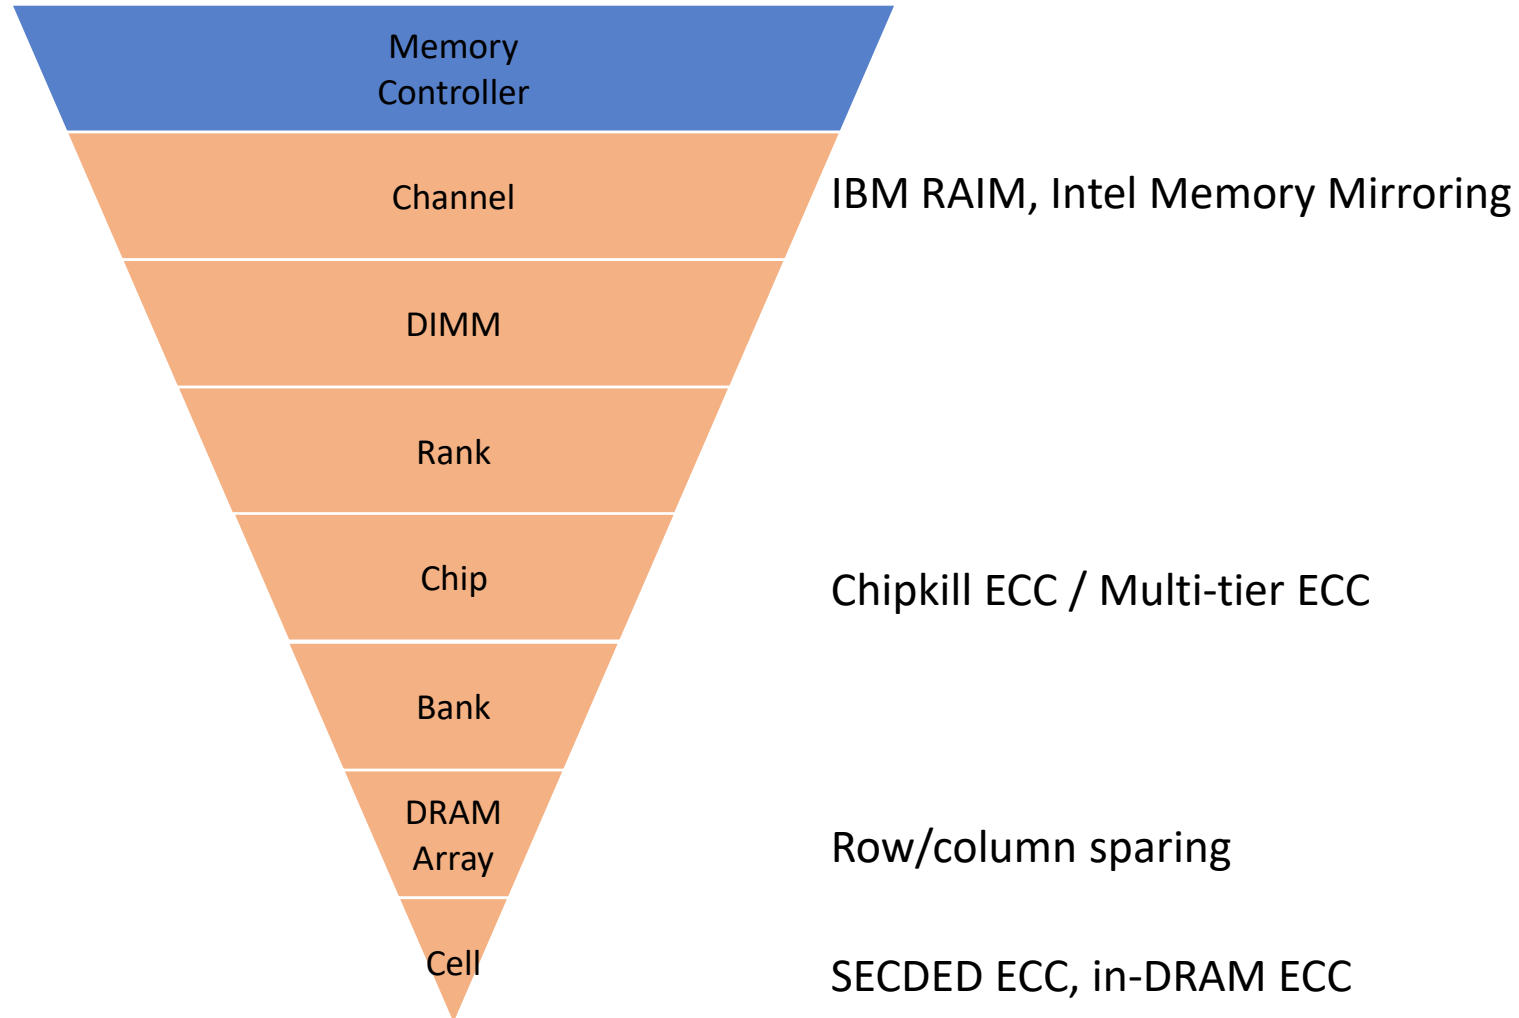 Memory
Controller
Channel
IBM RAIM, Intel Memory Mirroring
DIMM
Rank
Chip
Chipkill ECC / Multi-tier ECC
Bank
DRAM
Array
Row/column sparing
Cell
SECDED ECC, in-DRAM ECC